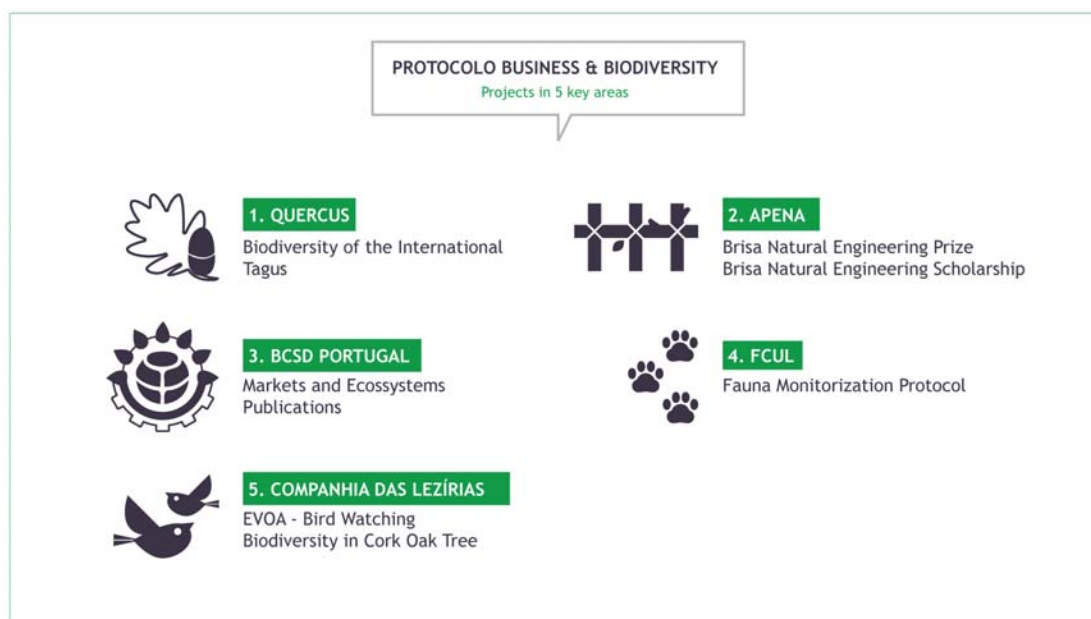 PROTOCOLO BUSINESS & BIODIVERSITY
Projects in 5 key areas
1. QUERCUS
Biodiversity of the International
Tagus
2. APENA
Brisa Natural Engineering Prize
Brisa Natural Engineering Scholarship
3. BCSD PORTUGAL
Markets and Ecossystems
Publications
4. FCUL
Fauna Monitorization Protocol
5. COMPANHIA DAS LEZÍRIAS
EVOA - Bird Watching
Biodiversity in Cork Oak Tree